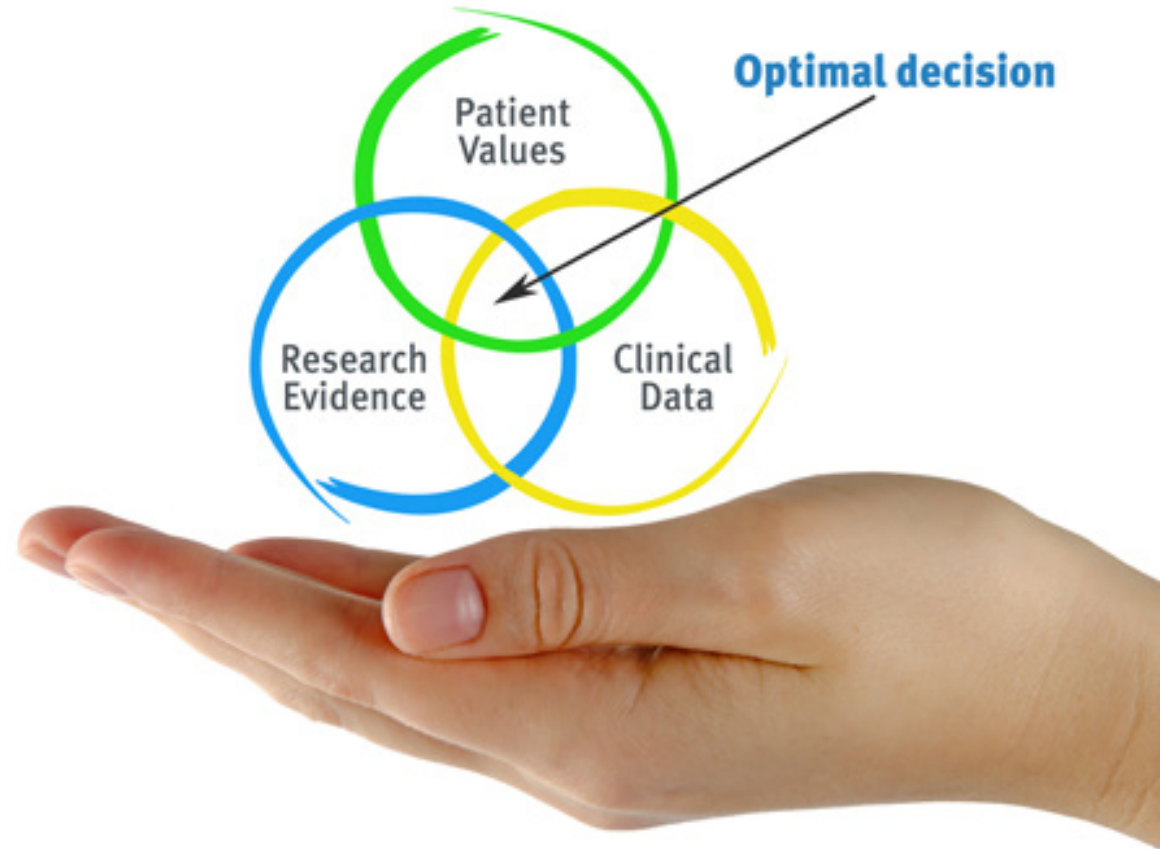 Optimal decision
Patient
Values
Research
Evidence
Clinical
Data